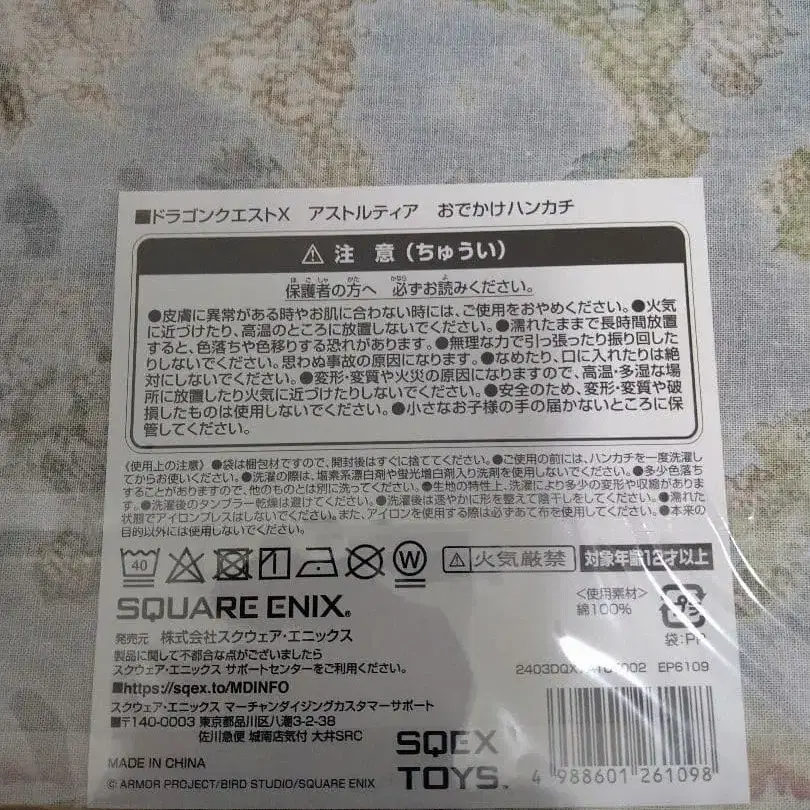 ■ドラゴンクエストX　アストルティア　おでかけハンカチ
⚠ 注 意（ちゅうい）
保護者の方へ 必ずお読みください。
●皮膚に異常がある時やお肌に合わない時には、ご使用をおやめください。●火気
に近づけたり、高温のところに放置しないでください。●濡れたままで長時間放置
すると、色落ちや色移りする恐れがあります。●無理な力で引っ張ったり振り回した
りしないでください。思わぬ事故の原因になります。●なめたり、口に入れたりは絶
対にしないでください。●変形・変質や火災の原因になりますので、高温・多湿な場
所に放置したり火気に近づけたりしないでください。●安全のため、変形・変質や破
損したものは使用しないでください。●小さなお子様の手の届かないところに保
管してください。
〈使用上の注意〉●袋は梱包材ですので、開封後はすぐに捨ててください。●ご使用の前には、ハンカチを一度洗濯し
てからお使いください。●洗濯の際は、塩素系漂白剤や蛍光増白剤入り洗剤を使用しないでください。●多少色落ち
することがありますので、他のものとは別に洗ってください。●生地の特性上、洗濯により多少の変形や収縮がありま
す。●洗濯後のタンブラー乾燥は避けてください。●洗濯後は速やかに形を整えて陰干しをしてください。●濡れた
状態でアイロンプレスはしないでください。また、アイロンを使用する際は必ずあて布を使用してください。●本来の
目的以外には使用しないでください。
40 W ⚠火気厳禁 対象年齢12才以上
SQUARE ENIX®
発売元　株式会社スクウェア・エニックス
製品に関して不都合な点がございましたら
スクウェア・エニックス サポートセンターをご利用ください。
■https://sqex.to/MDINFO
スクウェア・エニックス マーチャンダイジングカスタマーサポート
■〒140-0003 東京都品川区八潮3-2-38
佐川急便 城南店気付 大井SRC
MADE IN CHINA
© ARMOR PROJECT/BIRD STUDIO/SQUARE ENIX
〈使用素材〉
綿100%
プラ
袋:PP
EP6109
SQEX
TOYS™
4 988601 261098